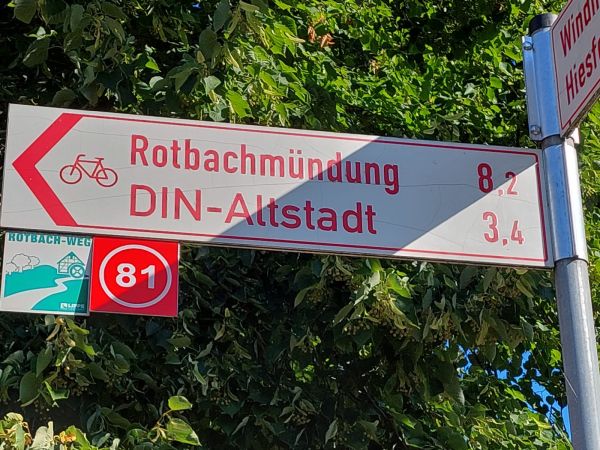 Rotbachmündung 8,2
DIN-Altstadt 3,4
ROTBACH-WEG
81